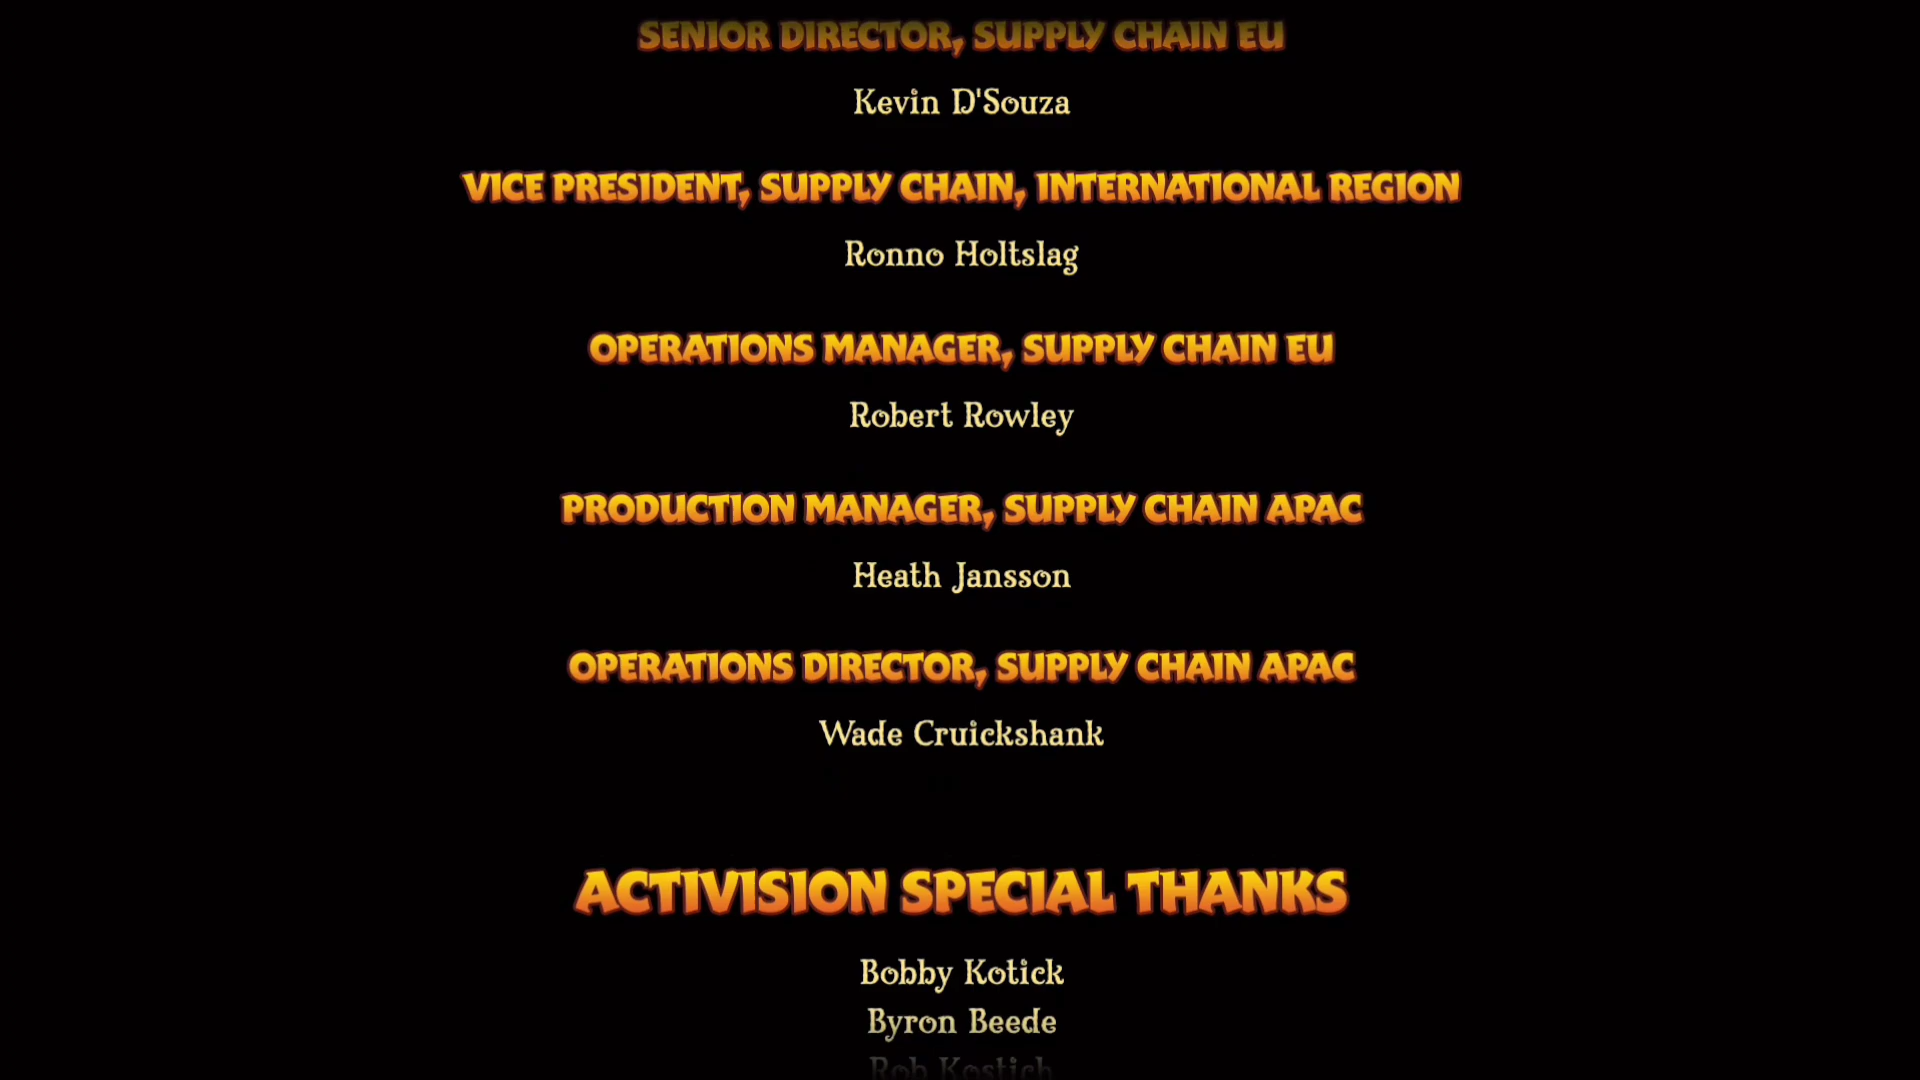 SENIOR DIRECTOR, SUPPLY CHAIN EU
Kevin D'Souza
VICE PRESIDENT, SUPPLY CHAIN, INTERNATIONAL REGION
Ronno Holtslag
OPERATIONS MANAGER, SUPPLY CHAIN EU
Robert Rowley
PRODUCTION MANAGER, SUPPLY CHAIN APAC
Heath Jansson
OPERATIONS DIRECTOR, SUPPLY CHAIN APAC
Wade Cruickshank
ACTIVISION SPECIAL THANKS
Bobby Kotick
Byron Beede
Rob Kostich